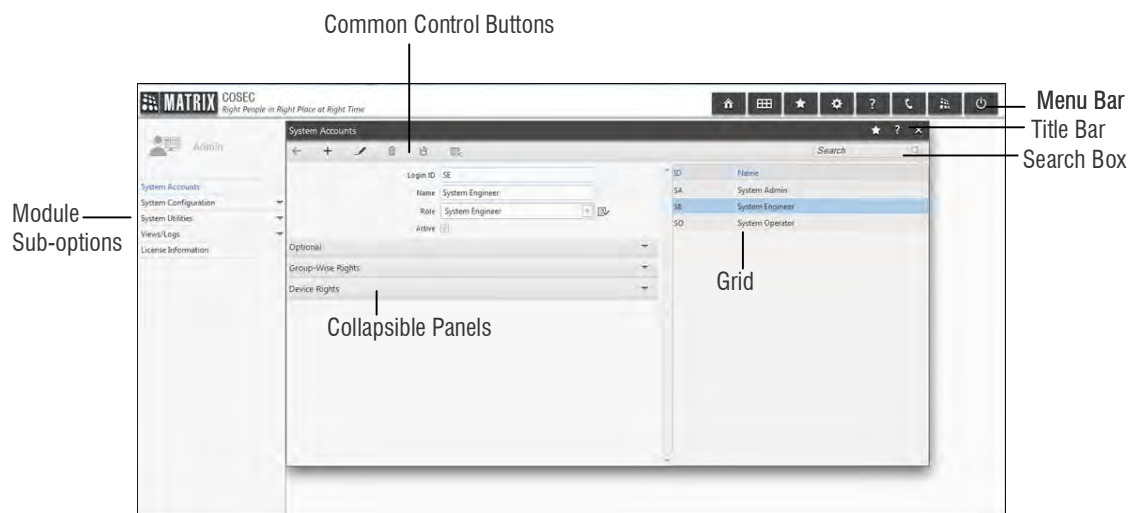 Common Control Buttons
MATRIX COSEC
Right People in Right Place at Right Time
?
Menu Bar
Admin
System Accounts
?
Title Bar
Search
Search Box
Module
Sub-options
System Accounts
System Configuration
System Utilities
Views/Logs
License Information
Login ID SE
Name System Engineer
Role System Engineer
Active
Optional
Group-Wise Rights
Device Rights
Collapsible Panels
ID Name
SA System Admin
SE System Engineer
SO System Operator
Grid